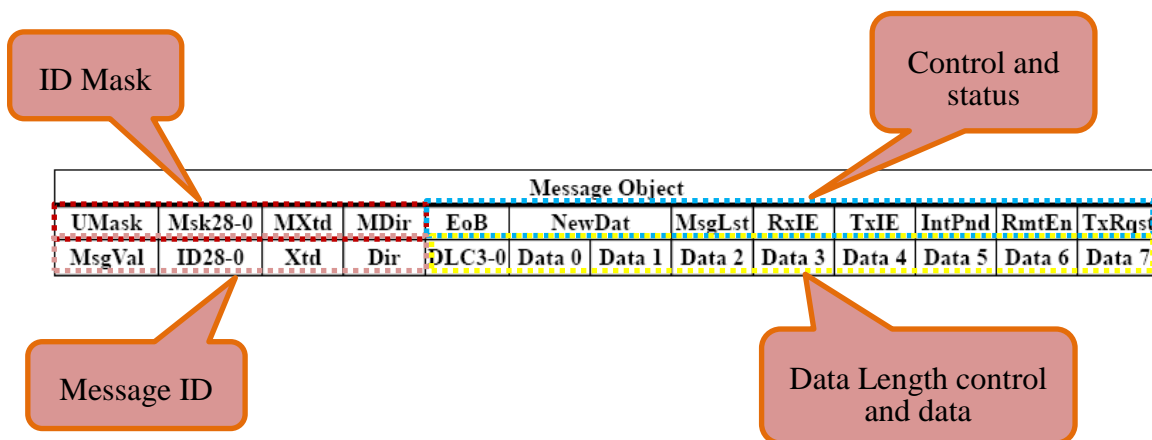 ID Mask
Control and
status
Message Object
UMask Msk28-0 MXtd MDir EoB NewDat MsgLst RxIE TxIE IntPnd RmtEn TxRqst
MsgVal ID28-0 Xtd Dir DLC3-0 Data 0 Data 1 Data 2 Data 3 Data 4 Data 5 Data 6 Data 7
Message ID
Data Length control
and data